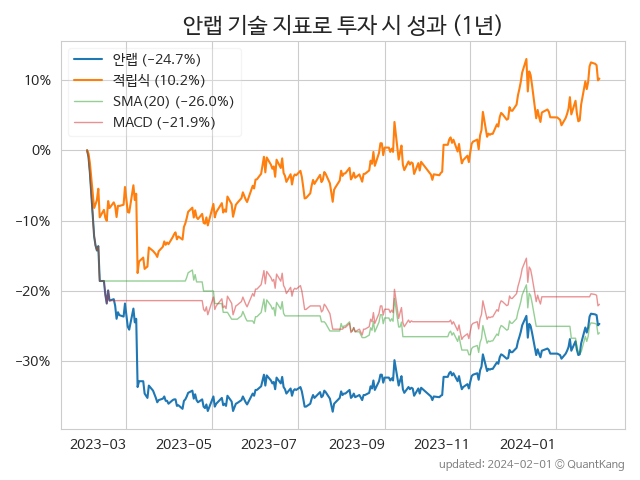 안랩 기술 지표로 투자 시 성과 (1년)
안랩 (−24.7%)
적립식 (10.2%)
SMA(20) (−26.0%)
MACD (−21.9%)
10%
0%
−10%
−20%
−30%
2023-03
2023-05
2023-07
2023-09
2023-11
2024-01
updated: 2024-02-01 © QuantKang